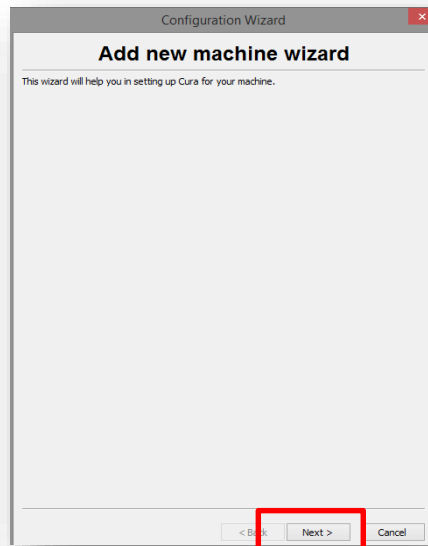 Configuration Wizard
Add new machine wizard
This wizard will help you in setting up Cura for your machine.
< Back Next > Cancel